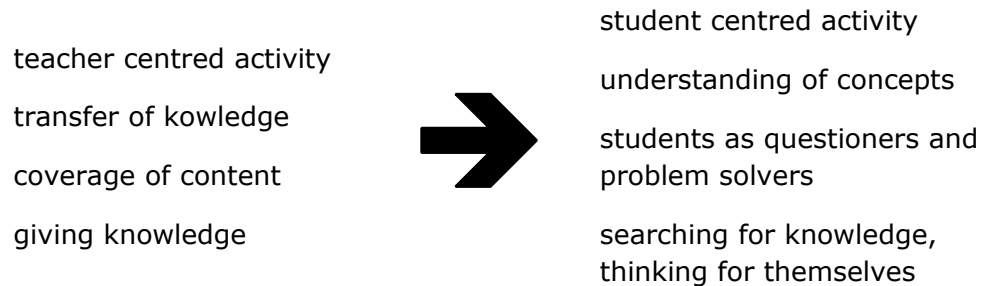 teacher centred activity
transfer of kowledge
coverage of content
giving knowledge
student centred activity
understanding of concepts
students as questioners and
problem solvers
searching for knowledge,
thinking for themselves